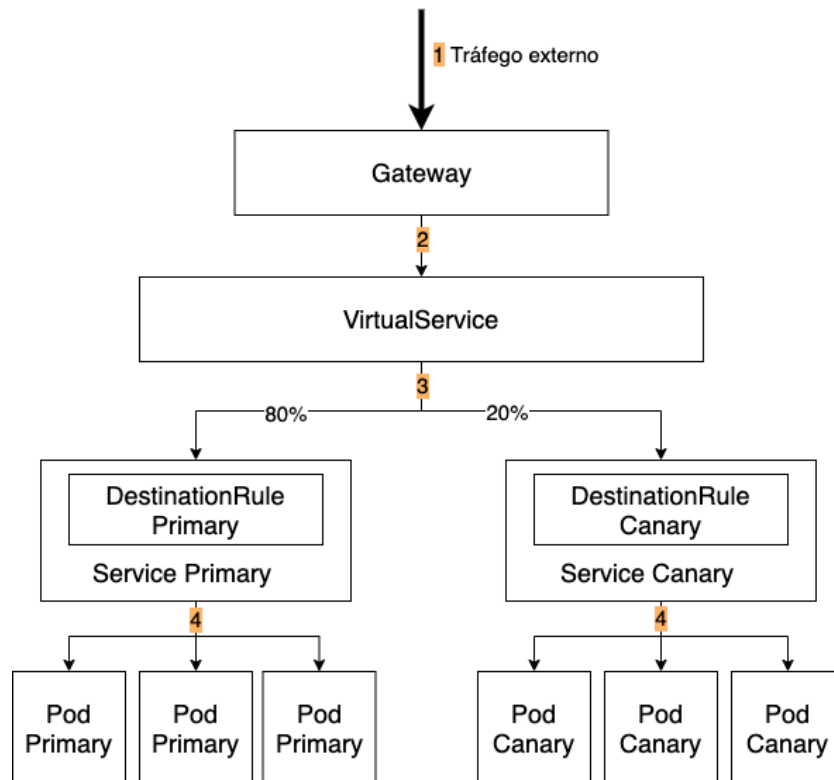 1 Tráfego externo
Gateway
2
VirtualService
3
80%
20%
DestinationRule
Primary
Service Primary
DestinationRule
Canary
Service Canary
4
4
Pod
Primary
Pod
Primary
Pod
Primary
Pod
Canary
Pod
Canary
Pod
Canary